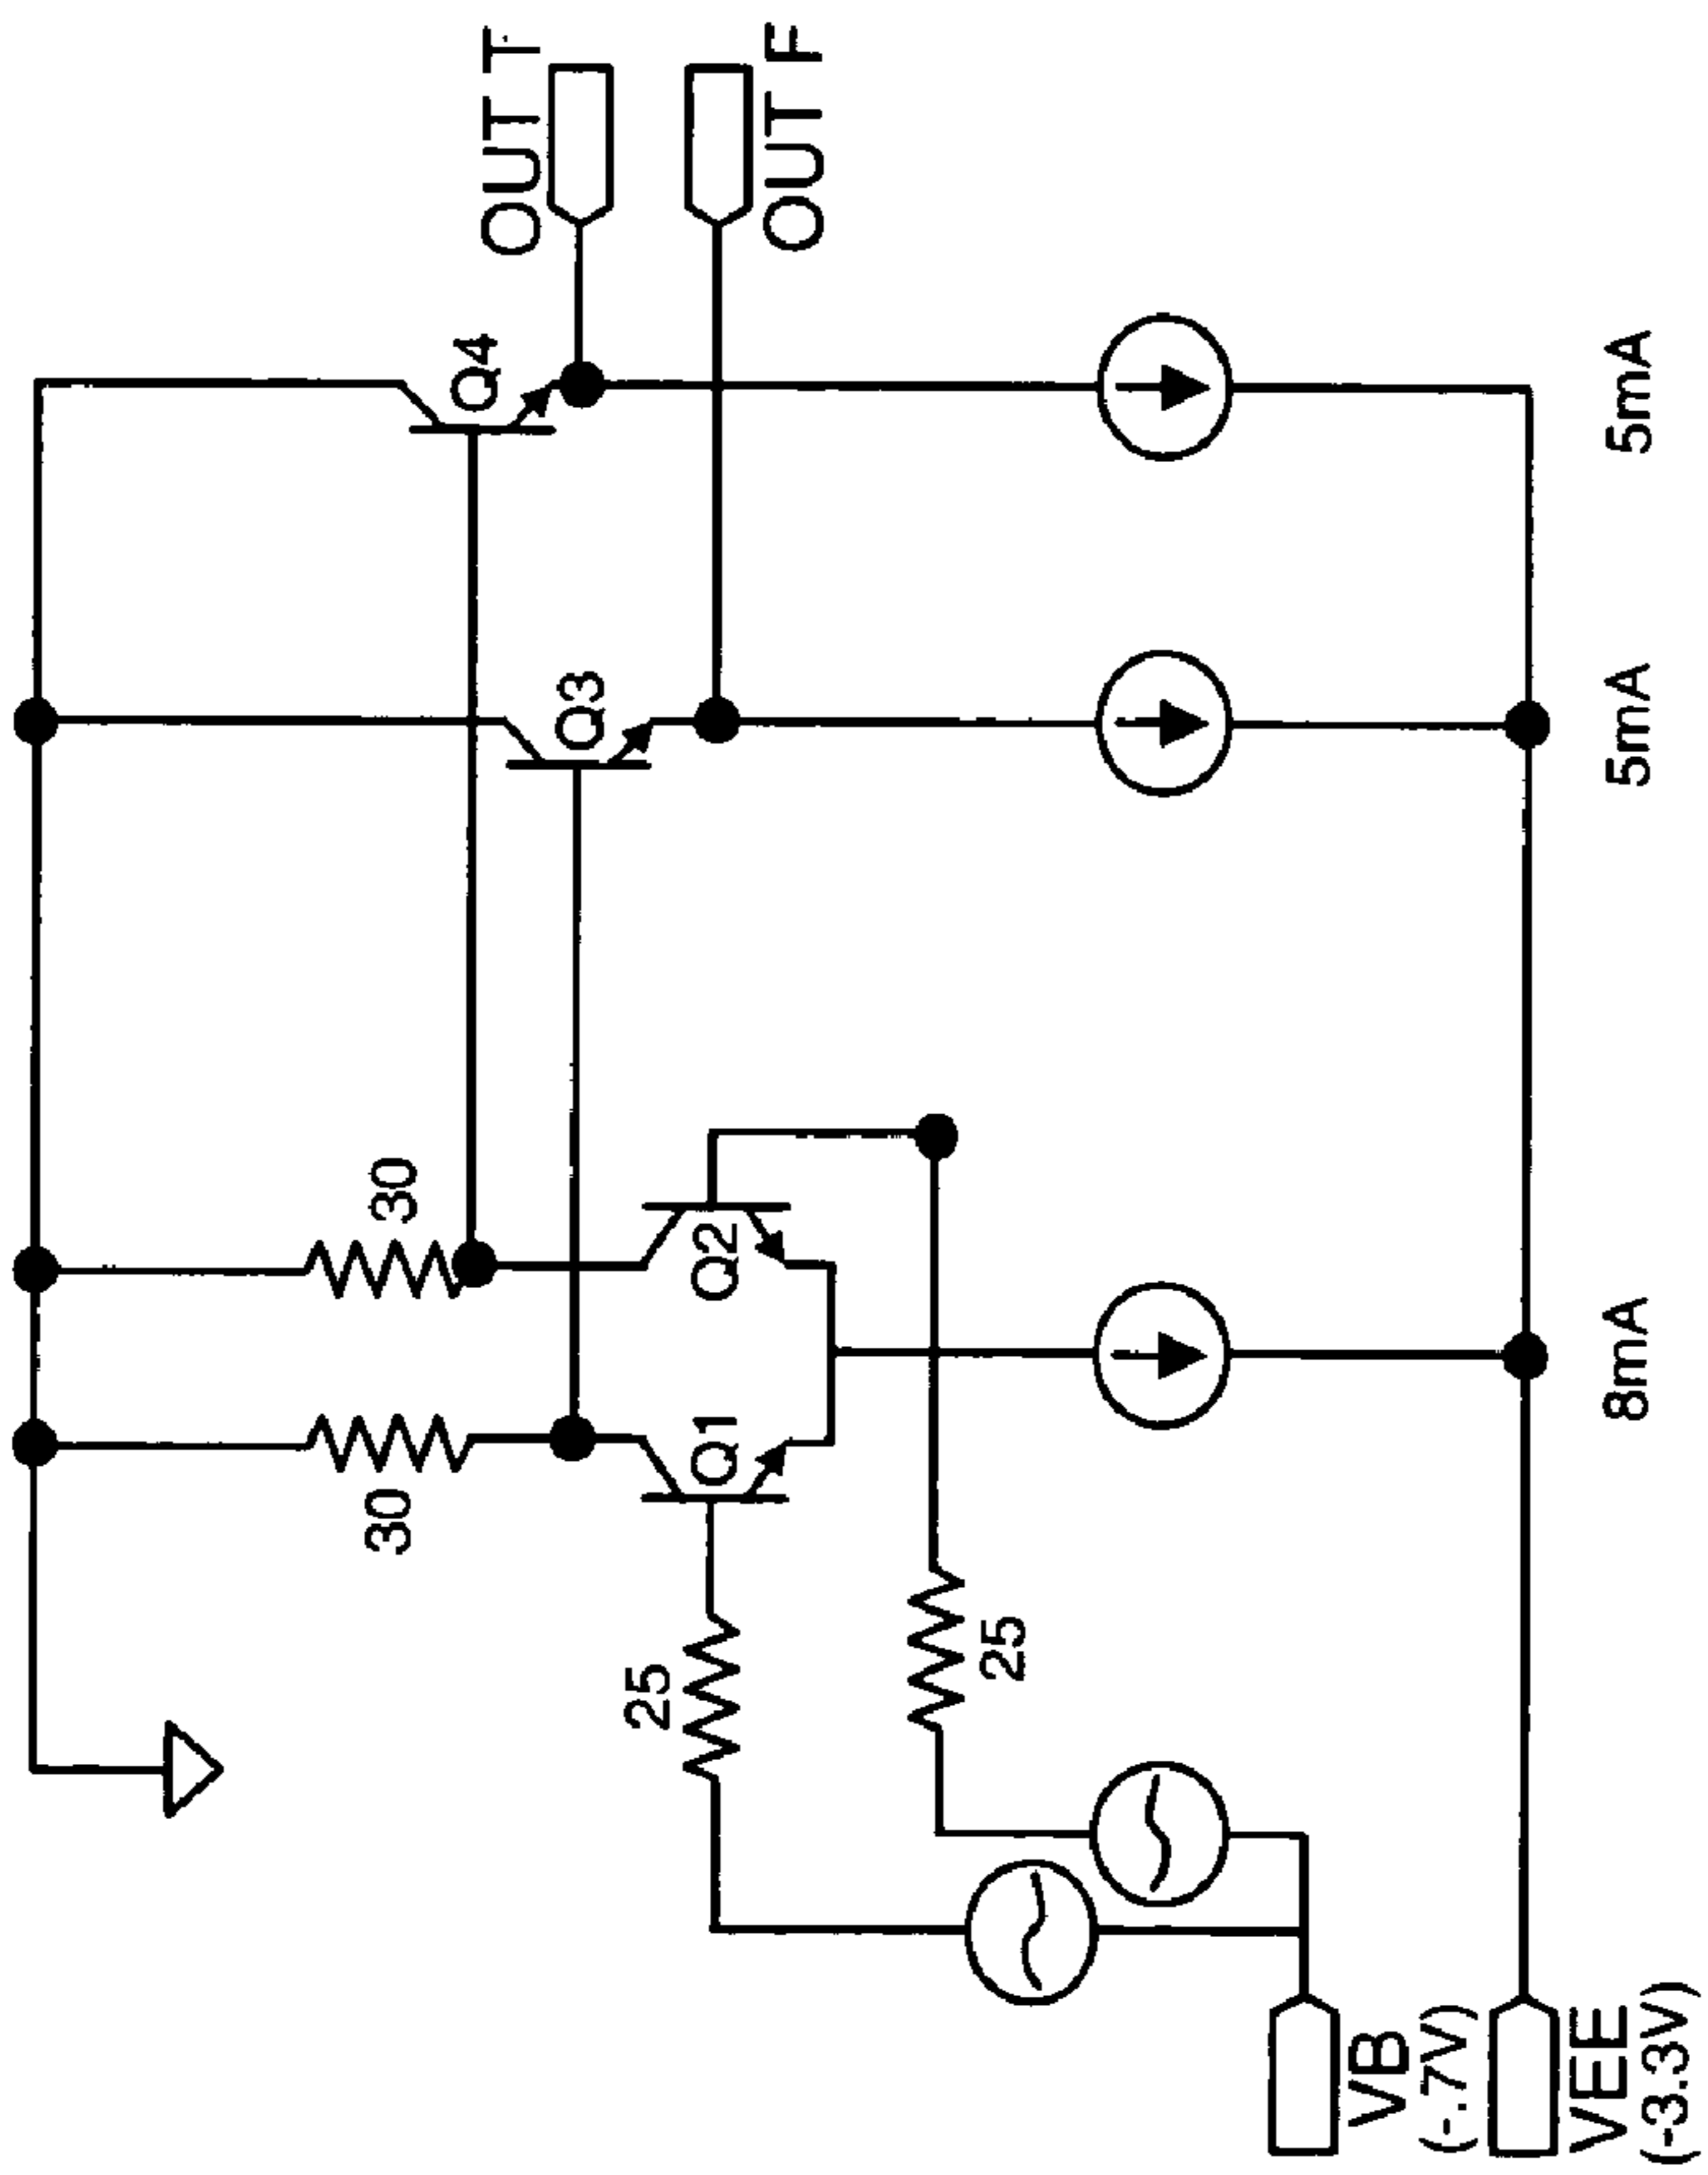 OUT T
OUT F
Q4
Q3
30
30
Q2
Q1
25
25
5mA
5mA
8mA
VB
(-.7V)
VEE
(-3.3V)